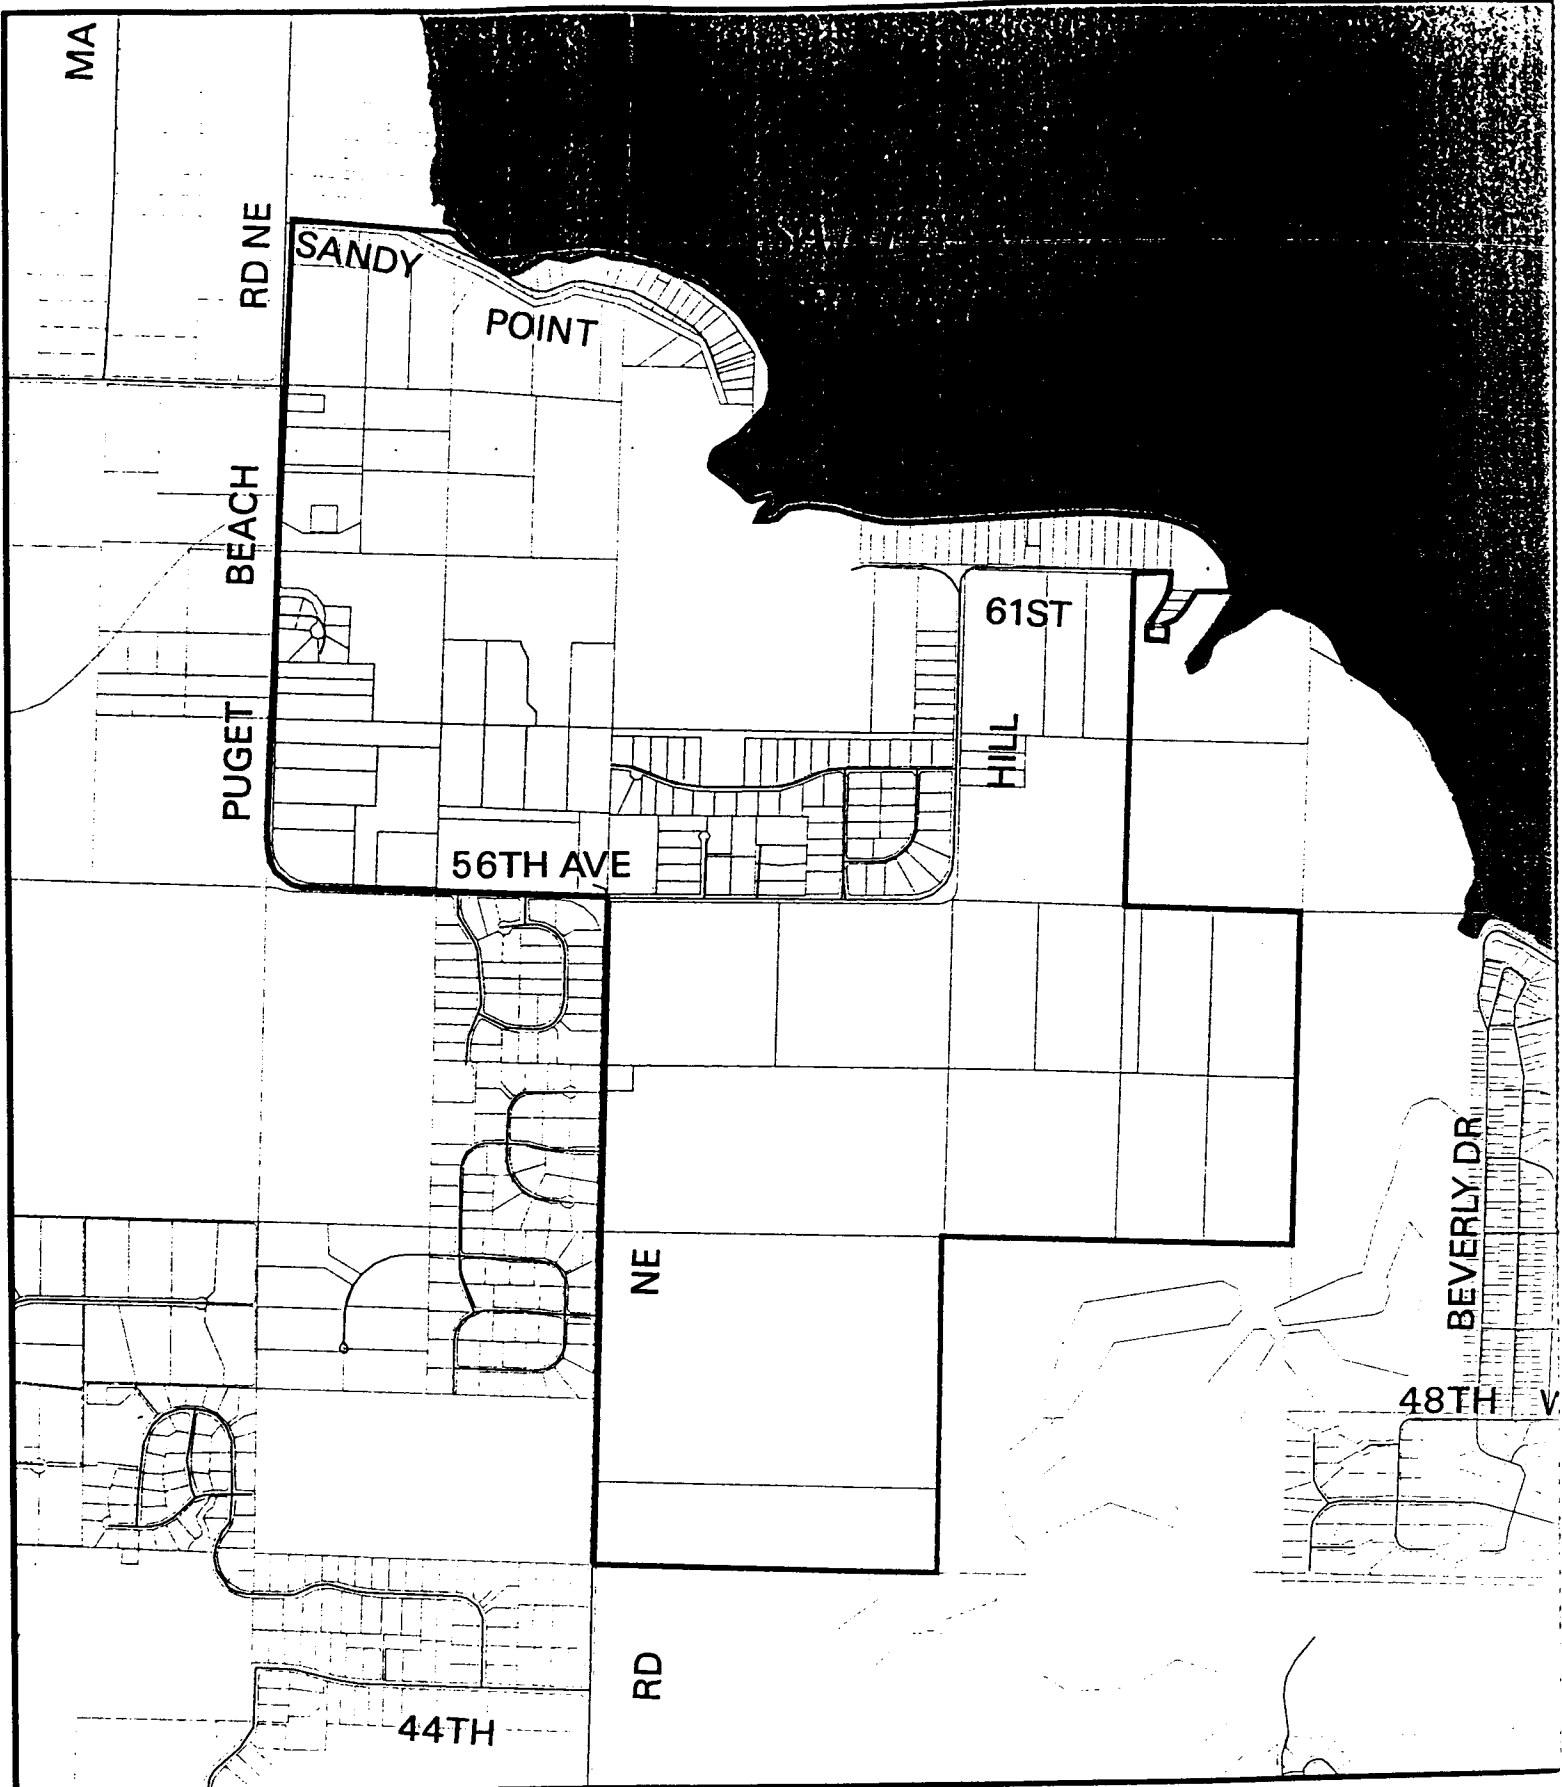 MA
RD NE
SANDY
POINT
BEACH
61ST
PUGET
HILL
56TH AVE
BEVERLY DR
NE
48TH
RD
44TH